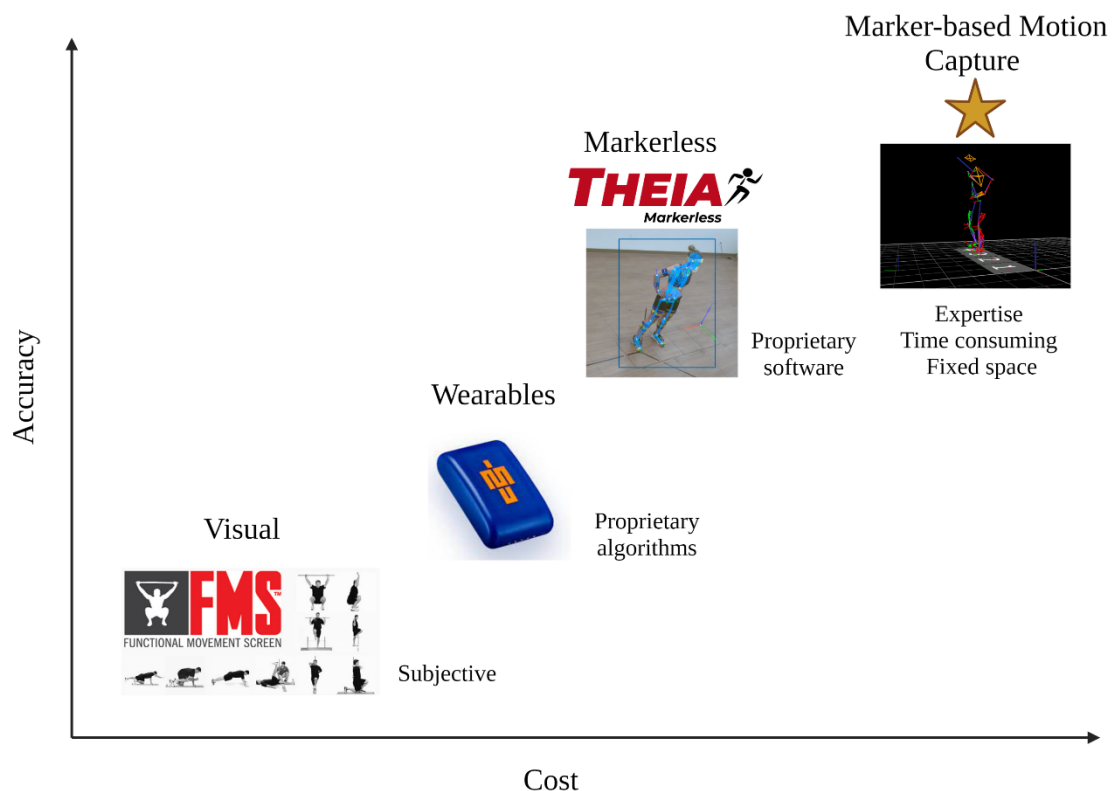 Marker-based Motion
Capture
Markerless
THEIA
Markerless
Expertise
Time consuming
Fixed space
Proprietary
software
Accuracy
Wearables
Proprietary
algorithms
Visual
FMS™
FUNCTIONAL MOVEMENT SCREEN
Subjective
Cost